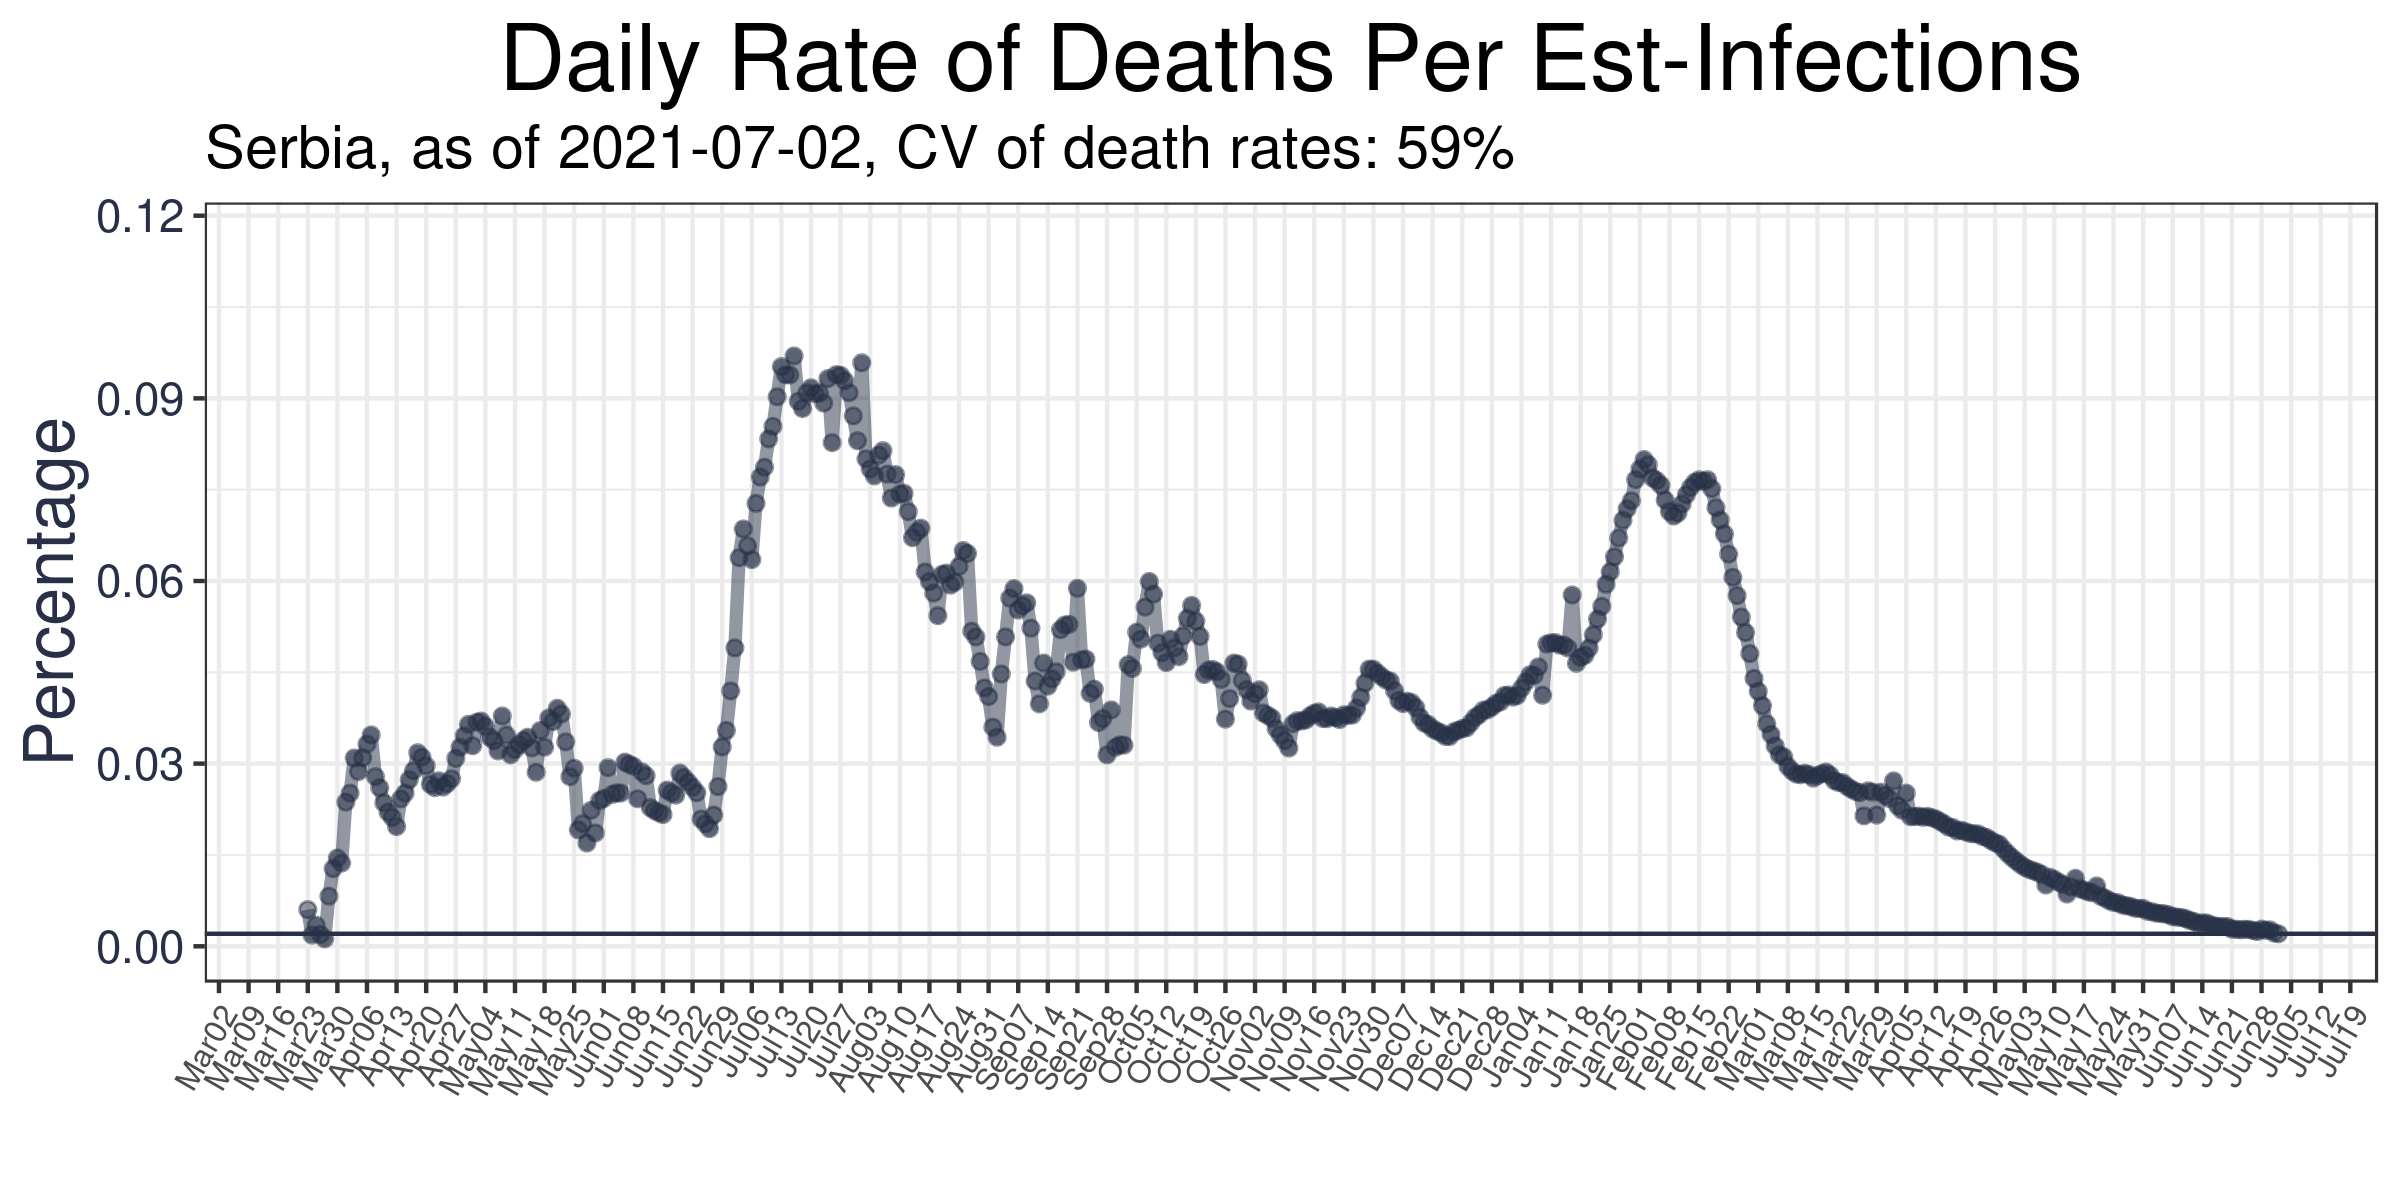 Daily Rate of Deaths Per Est-Infections
Serbia, as of 2021-07-02, CV of death rates: 59%
Percentage
0.12
0.09
0.06
0.03
0.00
Mar02
Mar09
Mar16
Mar23
Mar30
Apr06
Apr13
Apr20
Apr27
May04
May11
May18
May25
Jun01
Jun08
Jun15
Jun22
Jun29
Jul06
Jul13
Jul20
Jul27
Aug03
Aug10
Aug17
Aug24
Aug31
Sep07
Sep14
Sep21
Sep28
Oct05
Oct12
Oct19
Oct26
Nov02
Nov09
Nov16
Nov23
Nov30
Dec07
Dec14
Dec21
Dec28
Jan04
Jan11
Jan18
Jan25
Feb01
Feb08
Feb15
Feb22
Mar01
Mar08
Mar15
Mar22
Mar29
Apr05
Apr12
Apr19
Apr26
May03
May10
May17
May24
May31
Jun07
Jun14
Jun21
Jun28
Jul05
Jul12
Jul19